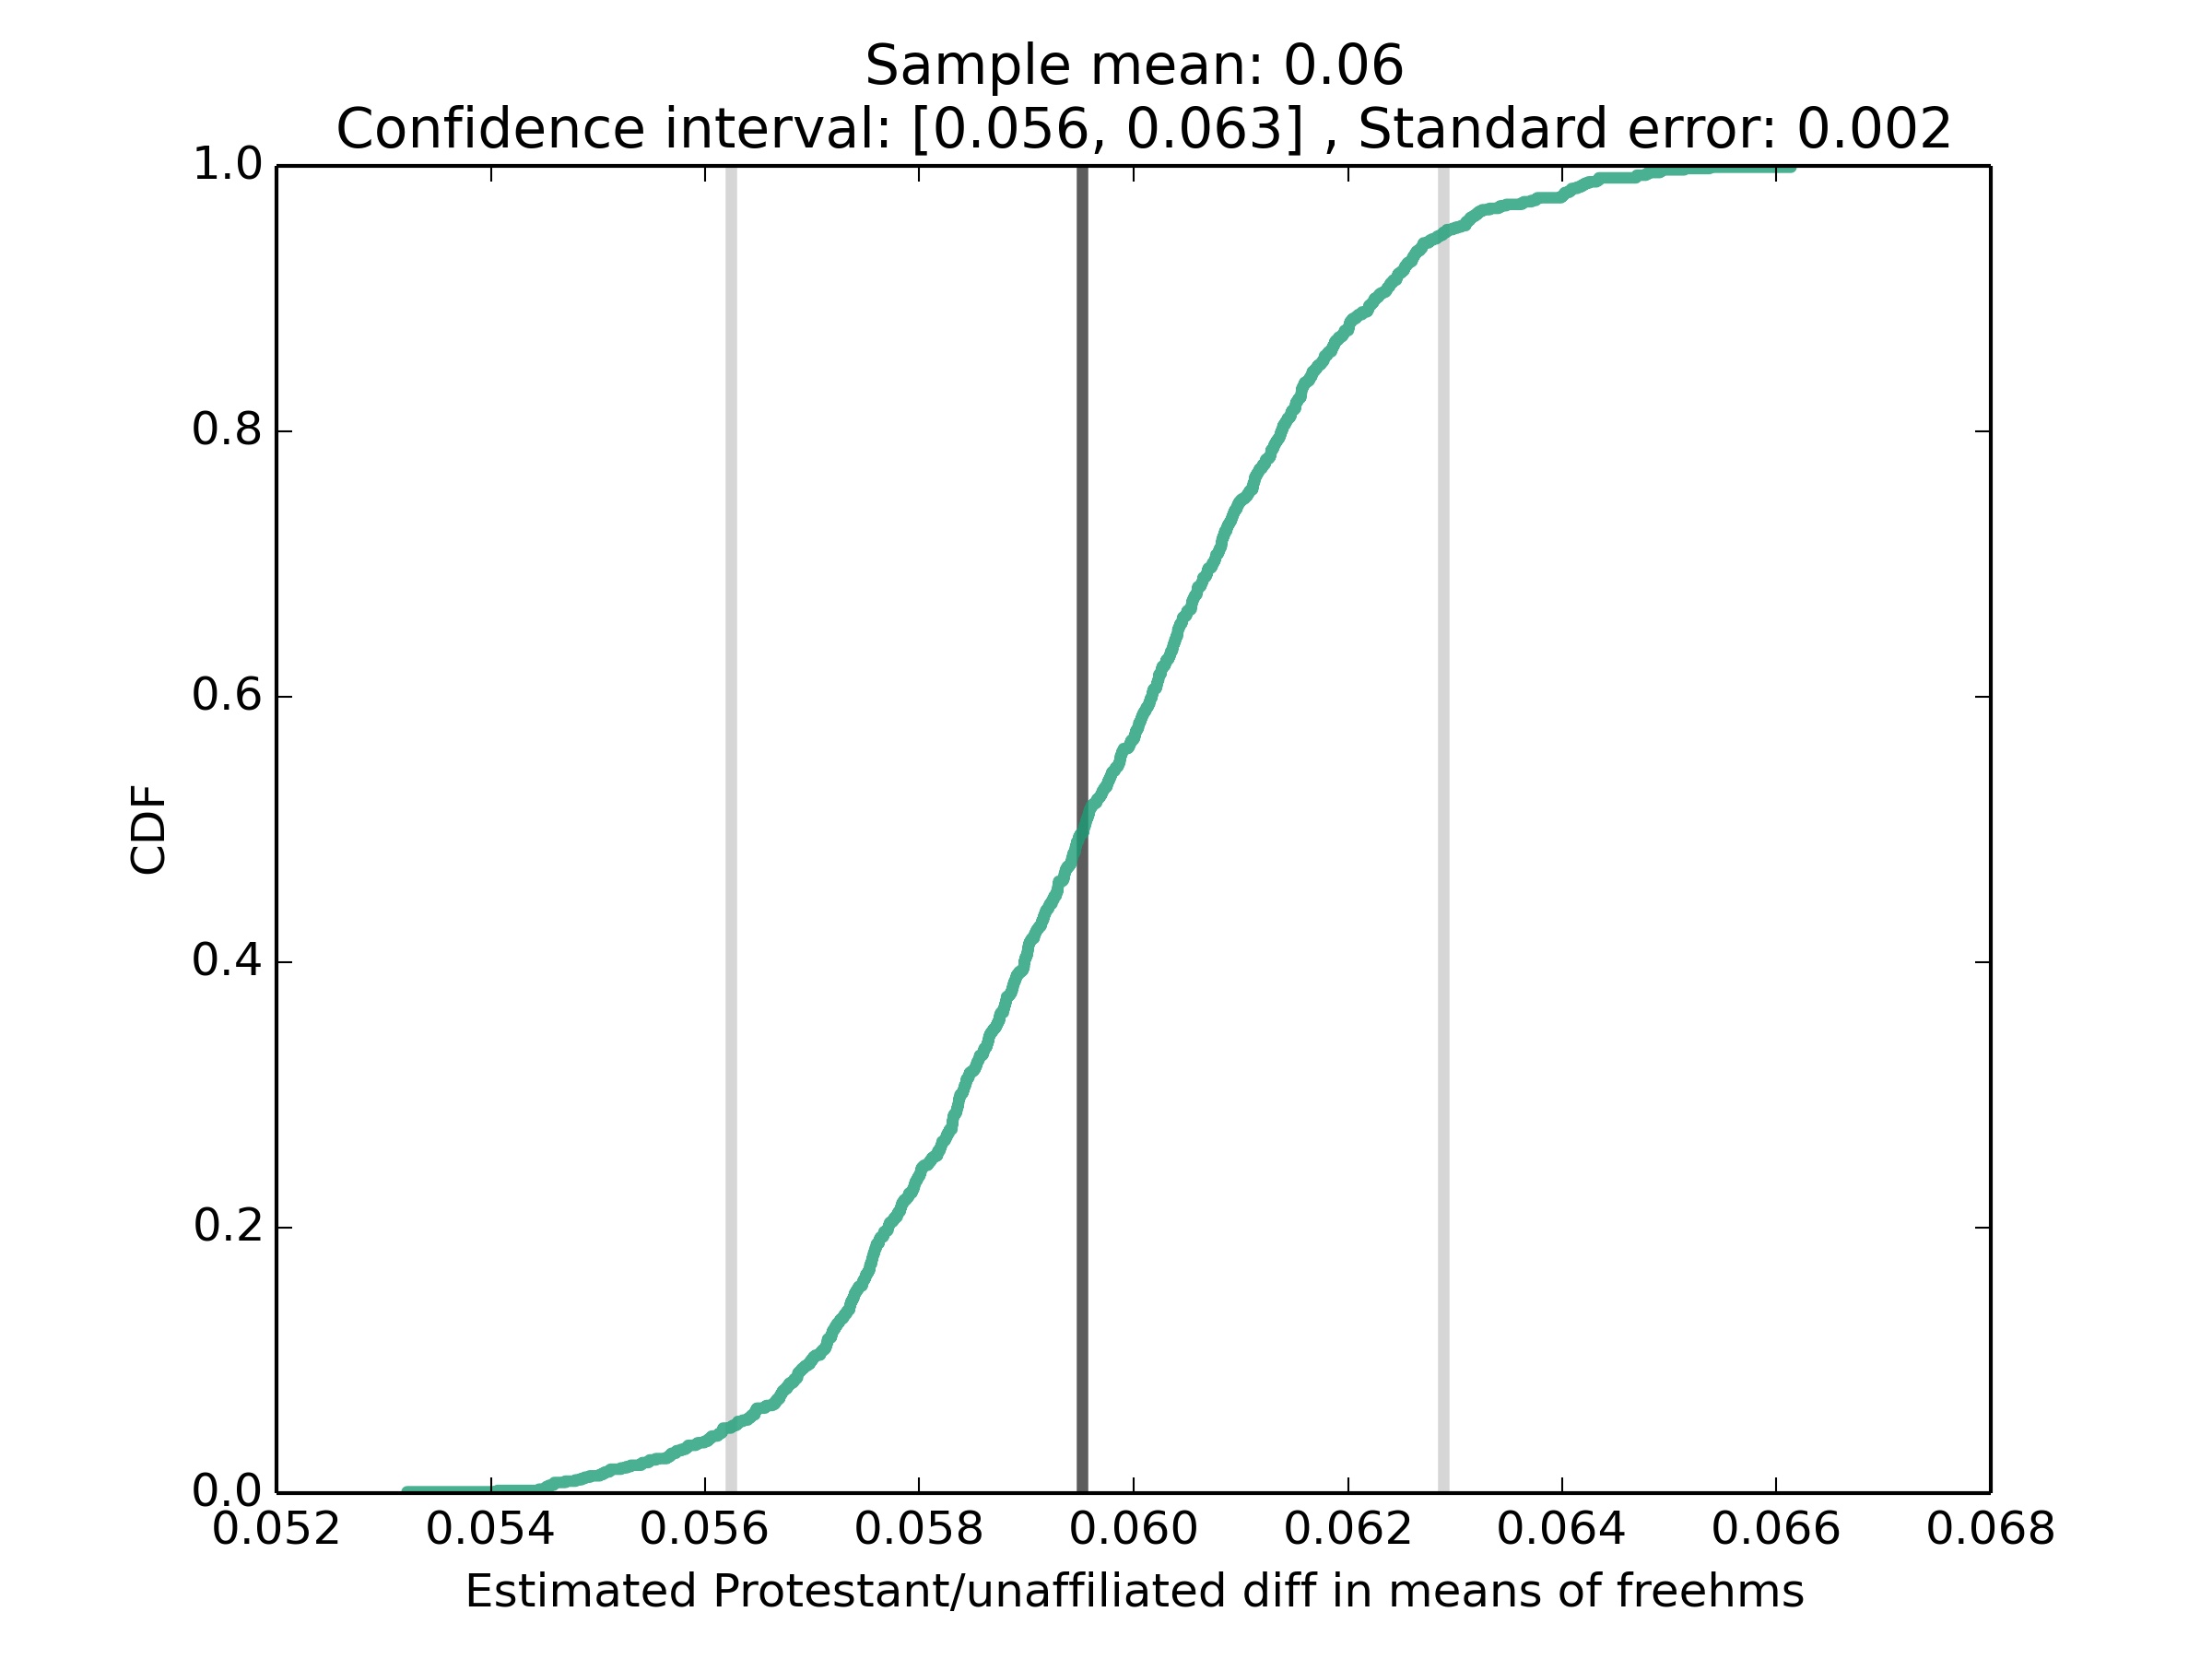 Sample mean: 0.06
Confidence interval: [0.056, 0.063] , Standard error: 0.002
1.0
0.8
0.6
0.4
0.2
0.0
CDF
0.052 0.054 0.056 0.058 0.060 0.062 0.064 0.066 0.068
Estimated Protestant/unaffiliated diff in means of freehms